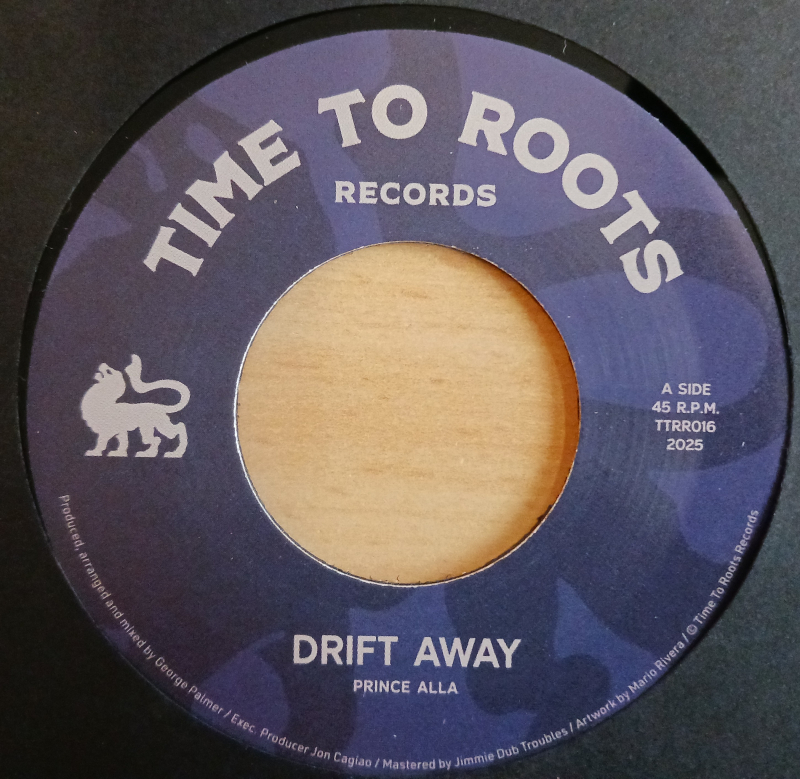 TIME TO ROOTS
RECORDS
A SIDE
45 R.P.M.
TTRR016
2025
DRIFT AWAY
PRINCE ALLA
Produced, arranged and mixed by George Palmer / Exec. Producer Jon Cagiao / Mastered by Jimmie Dub Troubles / Artwork by Mario Rivera / © Time To Roots Records